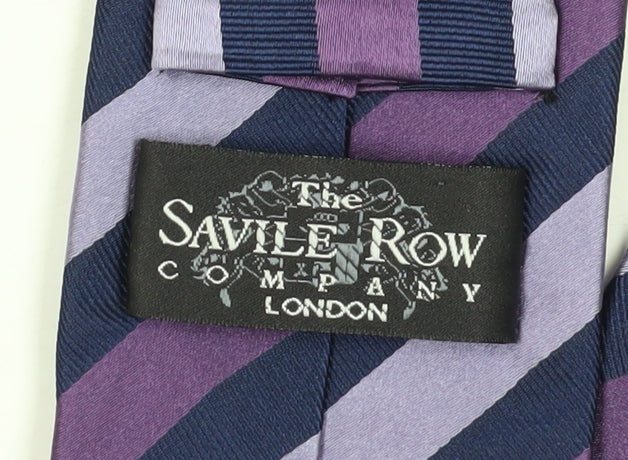 The
SAVILE ROW
COMPANY
LONDON